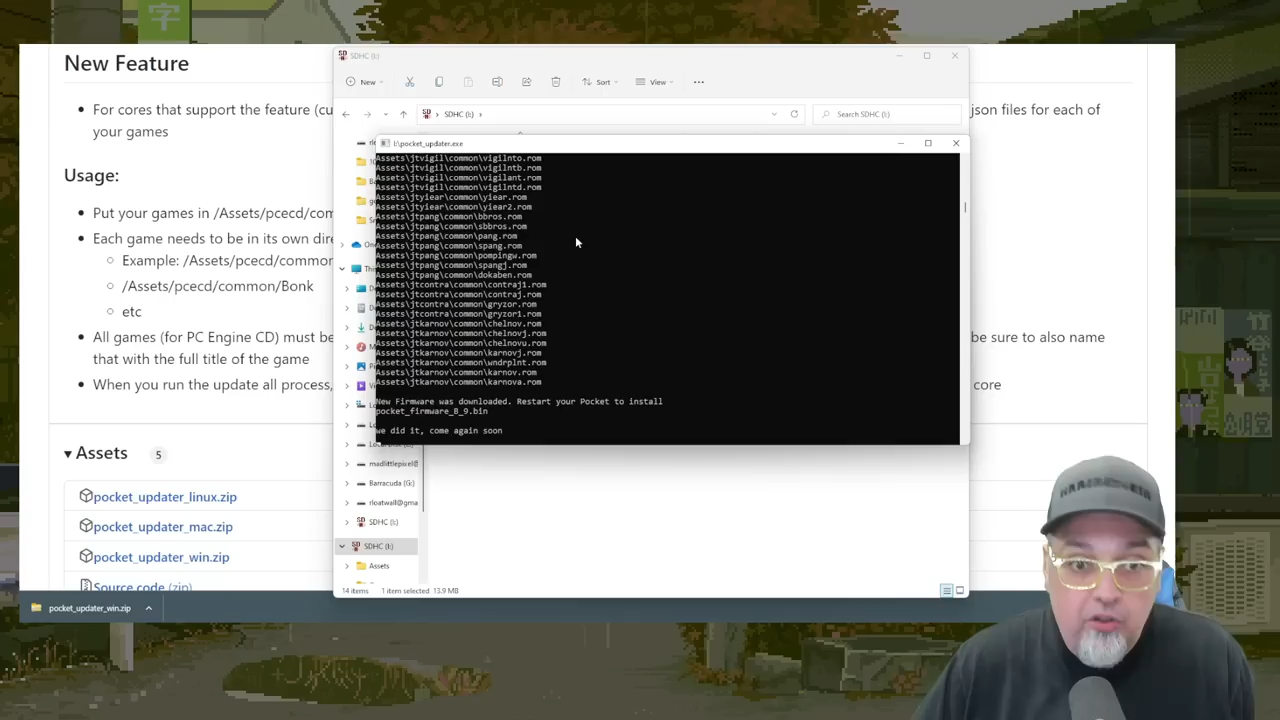 字
New Feature
For cores that support the feature (cu
json files for each of
your games
Usage:
Put your games in /Assets/pcecd/com
Each game needs to be in its own dire
Example: /Assets/pcecd/common
/Assets/pcecd/common/Bonk
etc
All games (for PC Engine CD) must be
be sure to also name
that with the full title of the game
When you run the update all process,
core
Assets 5
pocket_updater_linux.zip
pocket_updater_mac.zip
pocket_updater_win.zip
Source code (zip)
pocket_updater_win.zip
SDHC (I:)
New
Sort
View
SDHC (I:)
Search SDHC (I:)
madlittlepixel@
Barracuda (G:)
rloatwall@gma
SDHC (I:)
SDHC (I:)
Assets
14 items 1 item selected 13.9 MB
I:\pocket_updater.exe
Assets\jtvigil\common\vigilnto.rom
Assets\jtvigil\common\vigilntb.rom
Assets\jtvigil\common\vigilant.rom
Assets\jtvigil\common\vigilntd.rom
Assets\jtyiear\common\yiear.rom
Assets\jtyiear\common\yiear2.rom
Assets\jtpang\common\bbros.rom
Assets\jtpang\common\sbbros.rom
Assets\jtpang\common\pang.rom
Assets\jtpang\common\spang.rom
Assets\jtpang\common\pompingw.rom
Assets\jtpang\common\spangj.rom
Assets\jtpang\common\dokaben.rom
Assets\jtcontra\common\contraj1.rom
Assets\jtcontra\common\contraj.rom
Assets\jtcontra\common\gryzor.rom
Assets\jtcontra\common\gryzor1.rom
Assets\jtkarnov\common\chelnov.rom
Assets\jtkarnov\common\chelnovj.rom
Assets\jtkarnov\common\chelnovu.rom
Assets\jtkarnov\common\karnovj.rom
Assets\jtkarnov\common\wndrplnt.rom
Assets\jtkarnov\common\karnov.rom
Assets\jtkarnov\common\karnova.rom
New Firmware was downloaded. Restart your Pocket to install
pocket_firmware_B_9.bin
we did it, come again soon